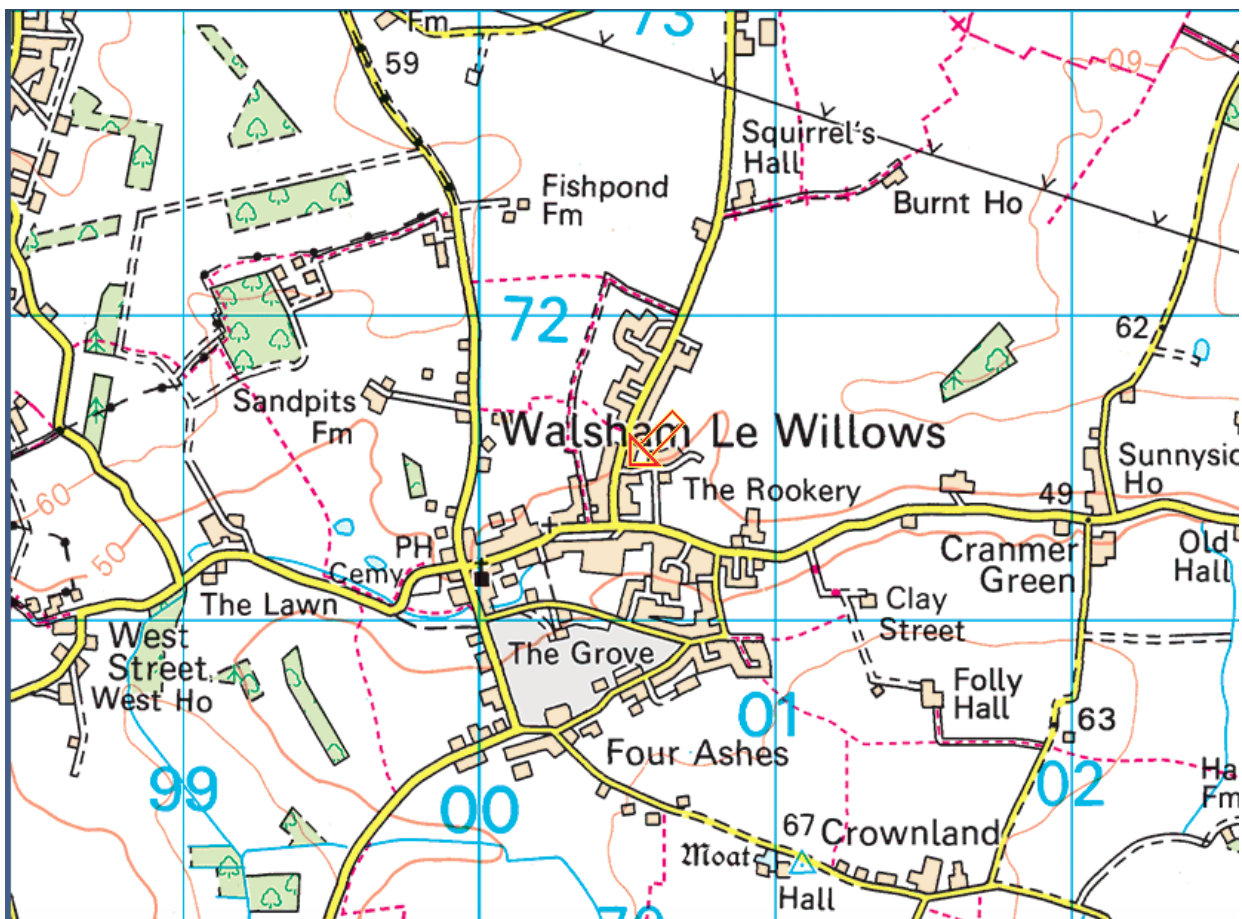 Fm
73
59
60
Squirrel's
Hall
Fishpond
Fm
Burnt Ho
72
62
Sandpits
Fm
Walsham Le Willows
60
The Rookery
49
Sunnysid
Ho
50
PH
Cemy
Cranmer
Green
Old
Hall
The Lawn
Clay
Street
West
Street,
West Ho
The Grove
Folly
Hall
01
63
Four Ashes
99
00
02
Ha
Fm
67
Crownland
Moat
Hall
70